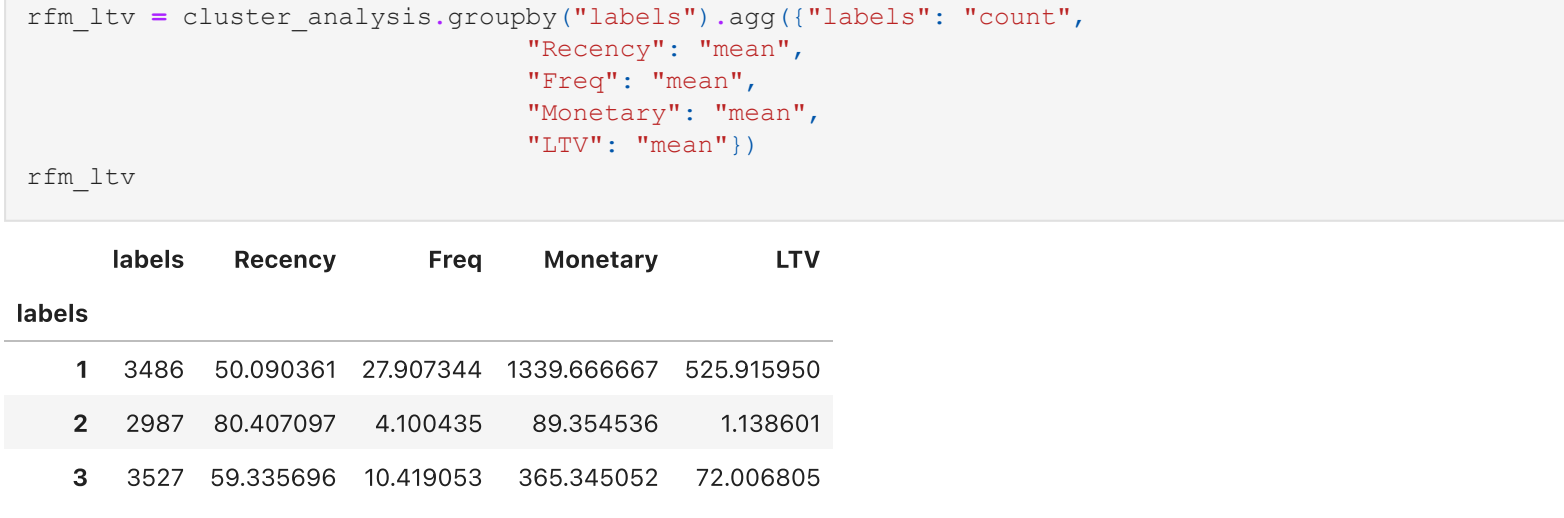 rfm_ltv = cluster_analysis.groupby("labels").agg({"labels": "count",
"Recency": "mean",
"Freq": "mean",
"Monetary": "mean",
"LTV": "mean"})
rfm_ltv
labels Recency Freq Monetary LTV
labels
1 3486 50.090361 27.907344 1339.666667 525.915950
2 2987 80.407097 4.100435 89.354536 1.138601
3 3527 59.335696 10.419053 365.345052 72.006805